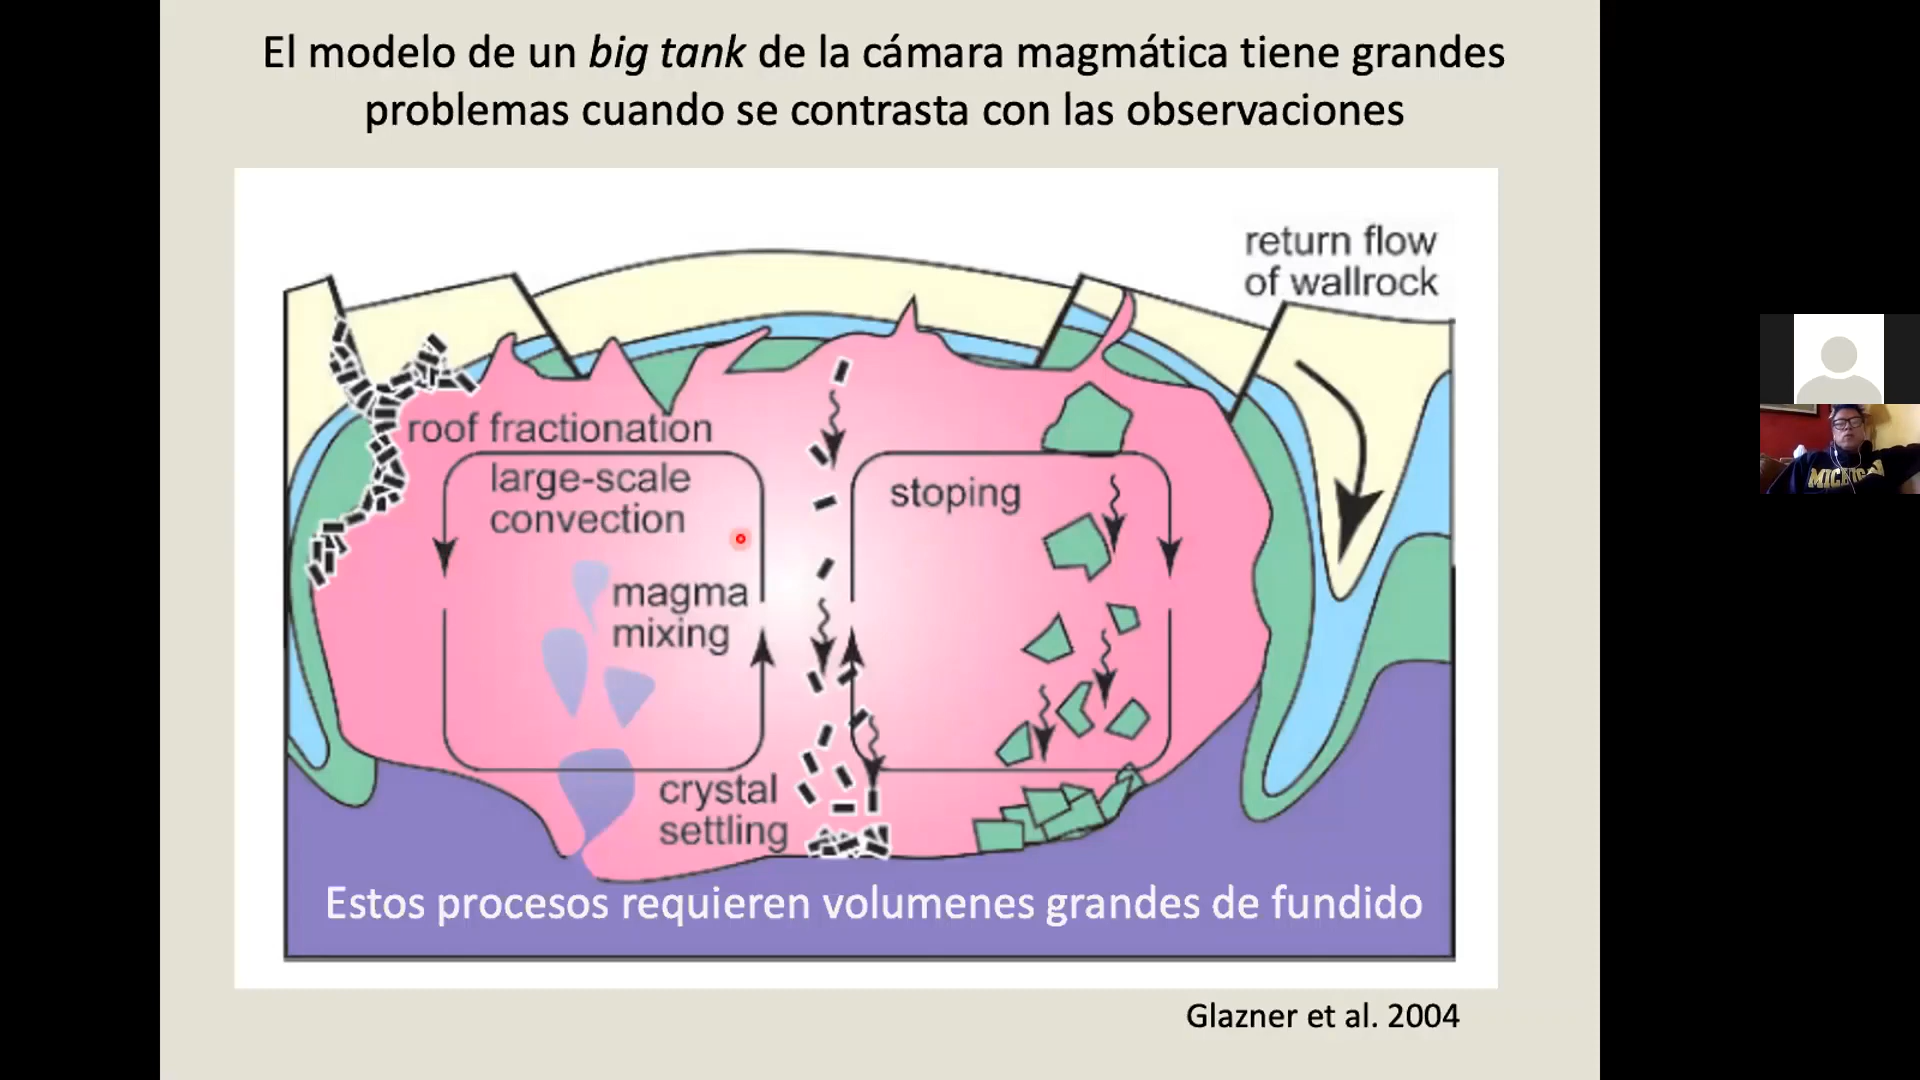 El modelo de un big tank de la cámara magmática tiene grandes
problemas cuando se contrasta con las observaciones
return flow
of wallrock
roof fractionation
large-scale
convection
stoping
magma
mixing
crystal
settling
Estos procesos requieren volumenes grandes de fundido
Glazner et al. 2004
MICHIGAN